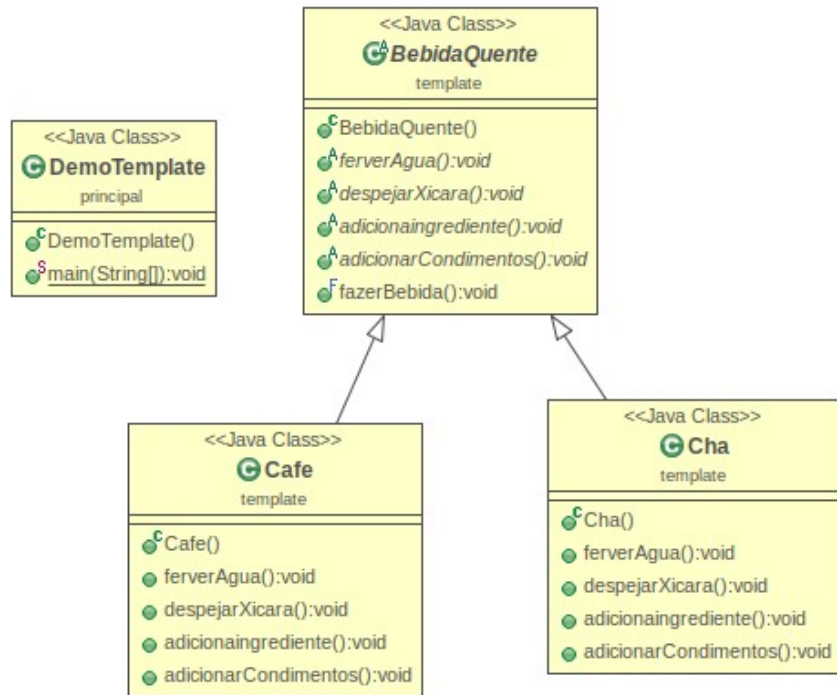 <<Java Class>>
BebidaQuente
template
BebidaQuente()
ferverAgua():void
despejarXicara():void
adicionaingrediente():void
adicionarCondimentos():void
fazerBebida():void
<<Java Class>>
DemoTemplate
principal
DemoTemplate()
main(String[]):void
<<Java Class>>
Cafe
template
Cafe()
ferverAgua():void
despejarXicara():void
adicionaingrediente():void
adicionarCondimentos():void
<<Java Class>>
Cha
template
Cha()
ferverAgua():void
despejarXicara():void
adicionaingrediente():void
adicionarCondimentos():void